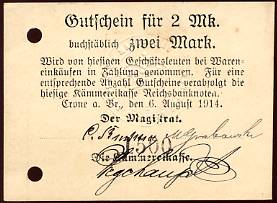 Gutschein für 2 Mk.
buchstäblich zwei Mark.
Wird von hiesigen Geschäftsleuten bei Waren-
einkäufen in Zahlung genommen. Für eine
entsprechende Anzahl Gutscheine verabfolgt die
hiesige Kämmereikasse Reichsbanknoten.
Crone a. Br., den 6. August 1914.
Der Magistrat.
1500
Die Kämmereikasse.